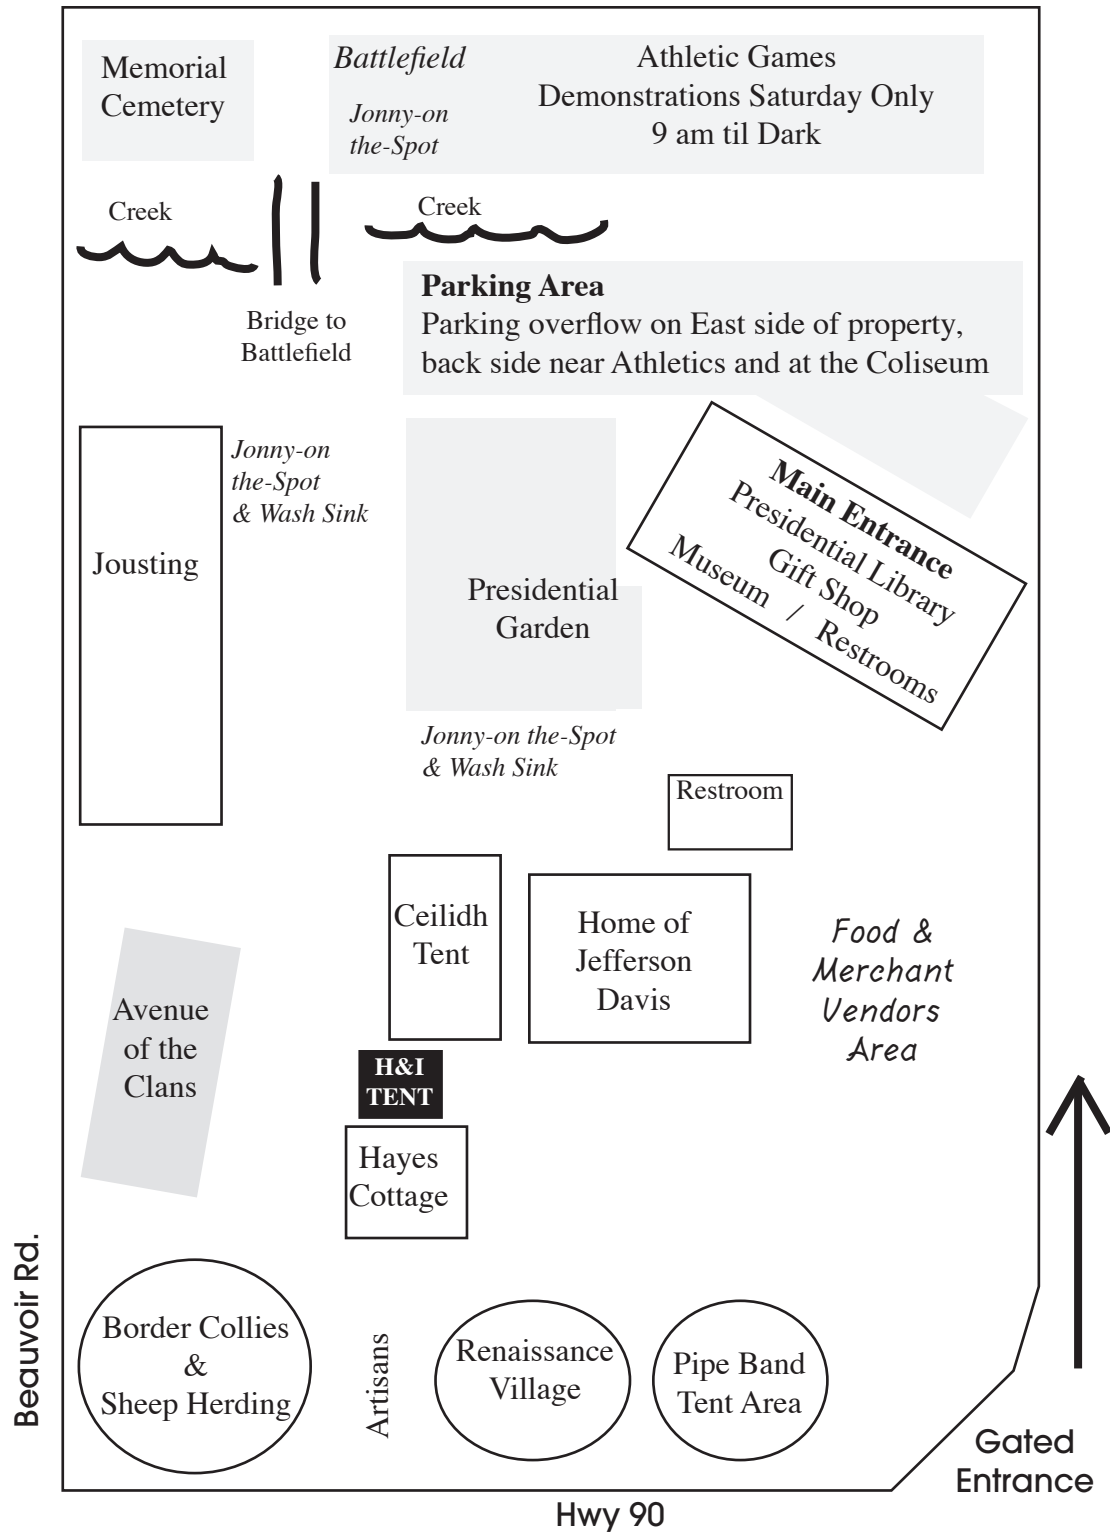 Memorial
Cemetery
Battlefield
Jonny-on
the-Spot
Athletic Games
Demonstrations Saturday Only
9 am til Dark
Creek
Creek
Bridge to
Battlefield
Parking Area
Parking overflow on East side of property,
back side near Athletics and at the Coliseum
Jousting
Jonny-on
the-Spot
& Wash Sink
Presidential
Garden
Main Entrance
Presidential Library
Gift Shop
Museum / Restrooms
Jonny-on the-Spot
& Wash Sink
Restroom
Ceilidh
Tent
Home of
Jefferson
Davis
Food &
Merchant
Vendors
Area
Avenue
of the
Clans
H&I
TENT
Hayes
Cottage
Beauvoir Rd.
Border Collies
&
Sheep Herding
Artisans
Renaissance
Village
Pipe Band
Tent Area
Gated
Entrance
Hwy 90